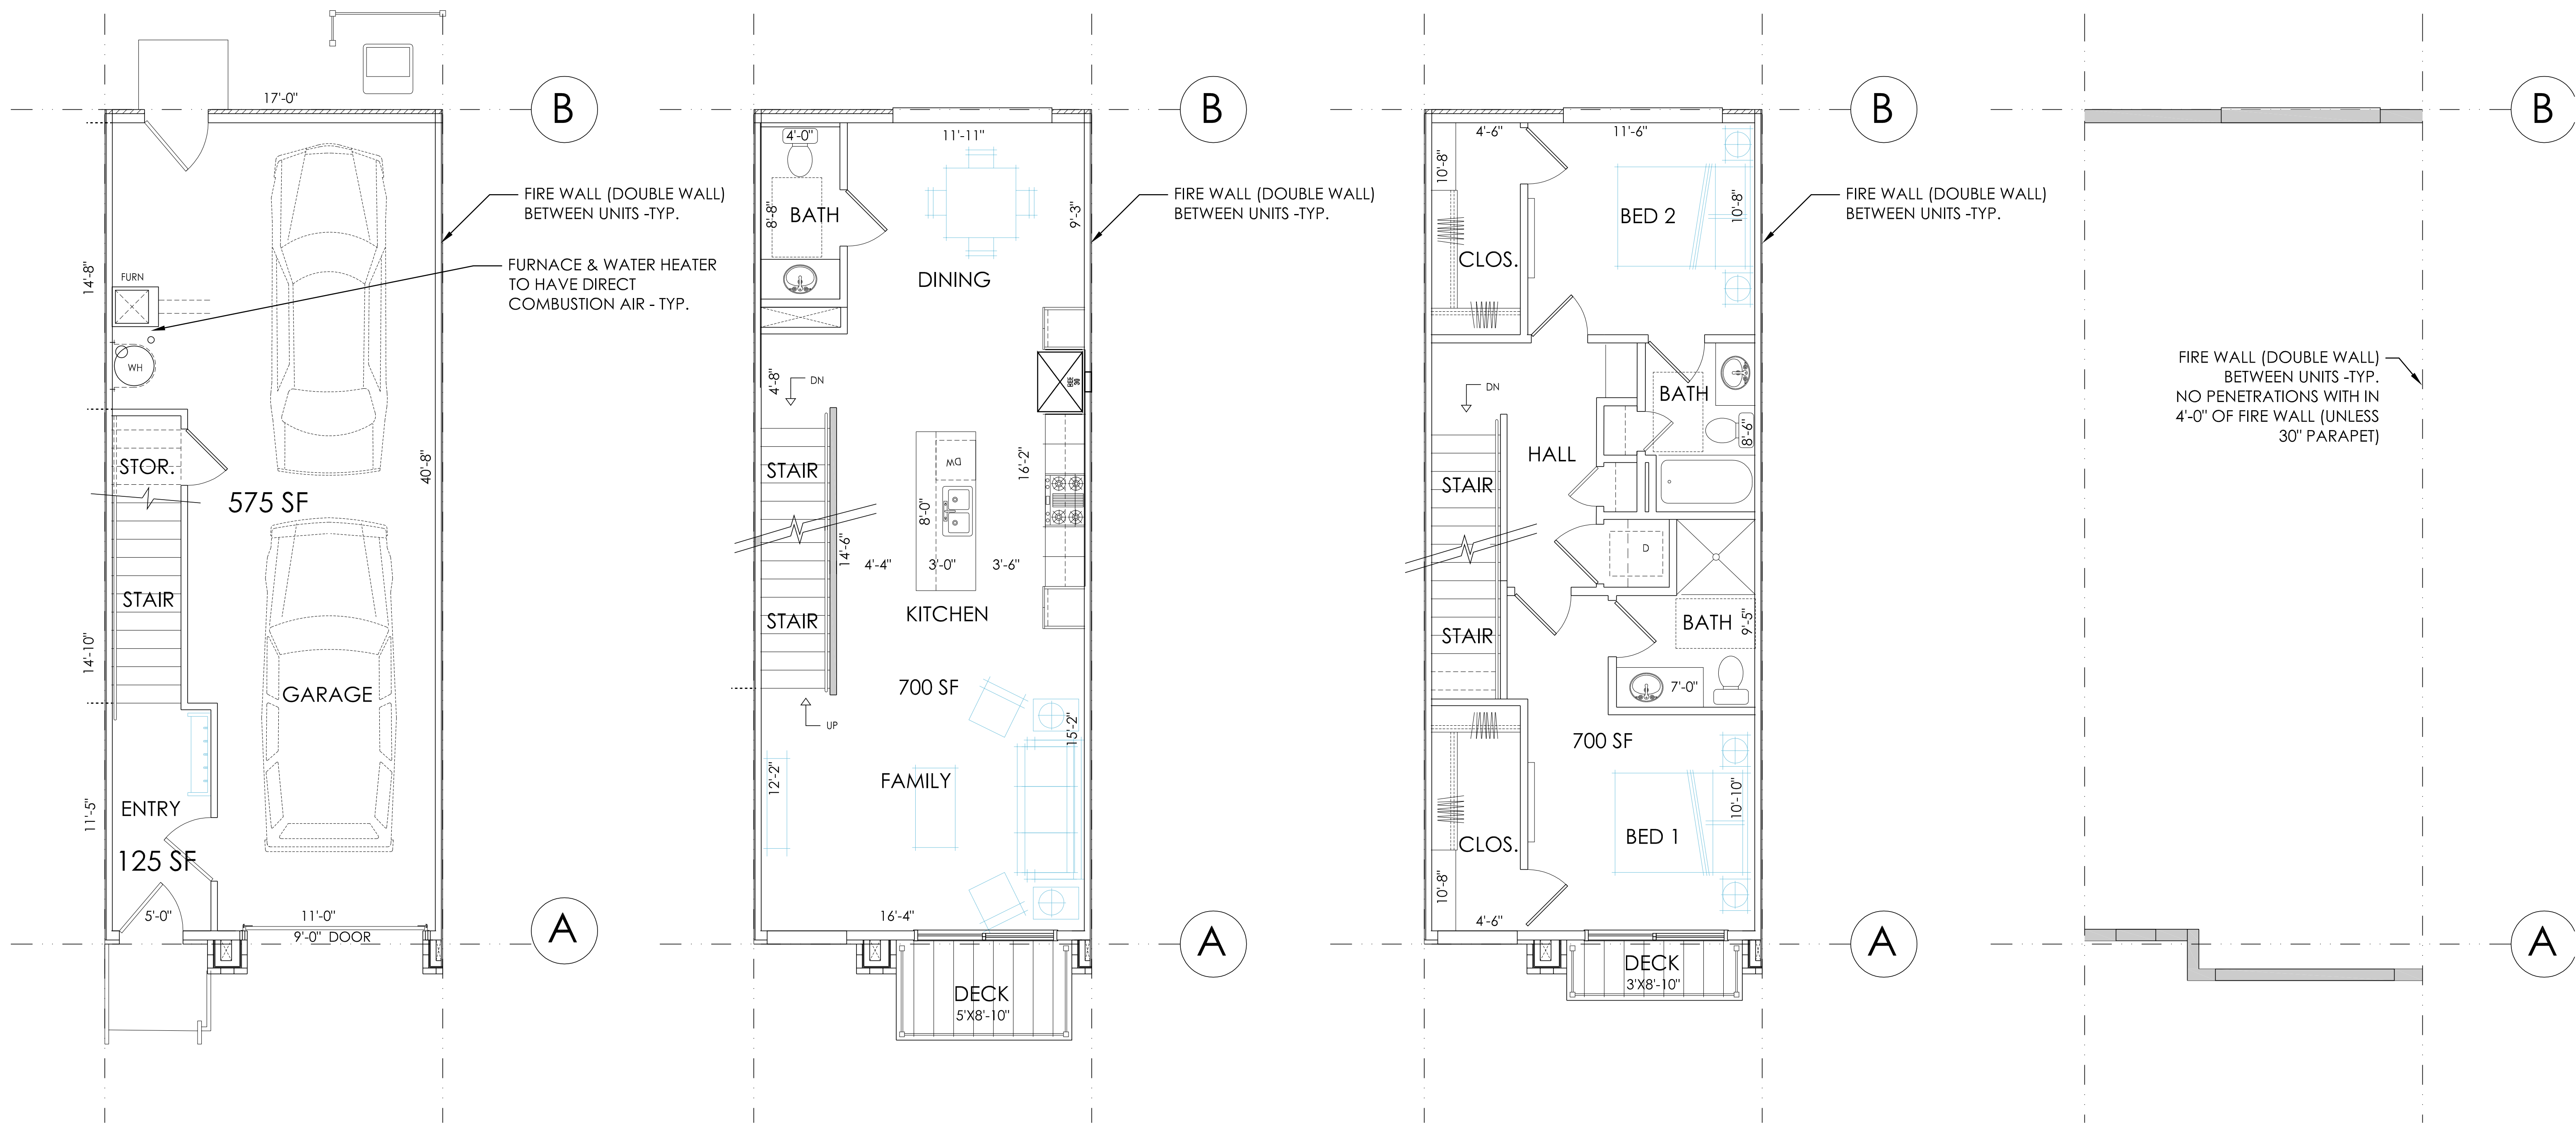 17'-0"
B
FIRE WALL (DOUBLE WALL)
BETWEEN UNITS -TYP.
FURNACE & WATER HEATER
TO HAVE DIRECT
COMBUSTION AIR - TYP.
14'-8"
FURN
WH
STOR.
575 SF
40'-8"
STAIR
14'-10"
GARAGE
ENTRY
11'-5"
125 SF
5'-0"
11'-0"
9'-0" DOOR
A
4'-0"
11'-11"
B
8'-8"
BATH
9'-3"
FIRE WALL (DOUBLE WALL)
BETWEEN UNITS -TYP.
DINING
4'-8"
DN
REF
36
STAIR
DW
16'-2"
8'-0"
14'-6"
4'-4"
3'-0"
3'-6"
STAIR
KITCHEN
700 SF
UP
15'-2"
12'-2"
FAMILY
16'-4"
A
DECK
5'X8'-10"
4'-6"
11'-6"
B
10'-8"
10'-8"
BED 2
FIRE WALL (DOUBLE WALL)
BETWEEN UNITS -TYP.
CLOS.
DN
BATH
8'-6"
HALL
STAIR
D
STAIR
BATH
9'-5"
7'-0"
700 SF
10'-10"
BED 1
CLOS.
10'-8"
4'-6"
A
DECK
3'X8'-10"
B
FIRE WALL (DOUBLE WALL)
BETWEEN UNITS -TYP.
NO PENETRATIONS WITH IN
4'-0" OF FIRE WALL (UNLESS
30" PARAPET)
A